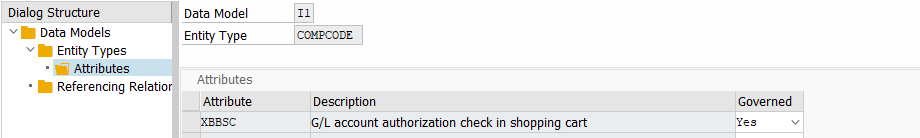 Dialog Structure
Data Models
Entity Types
Attributes
Referencing Relation
Data Model I1
Entity Type COMPCODE
Attributes
Attribute Description Governed
XBBSC G/L account authorization check in shopping cart Yes